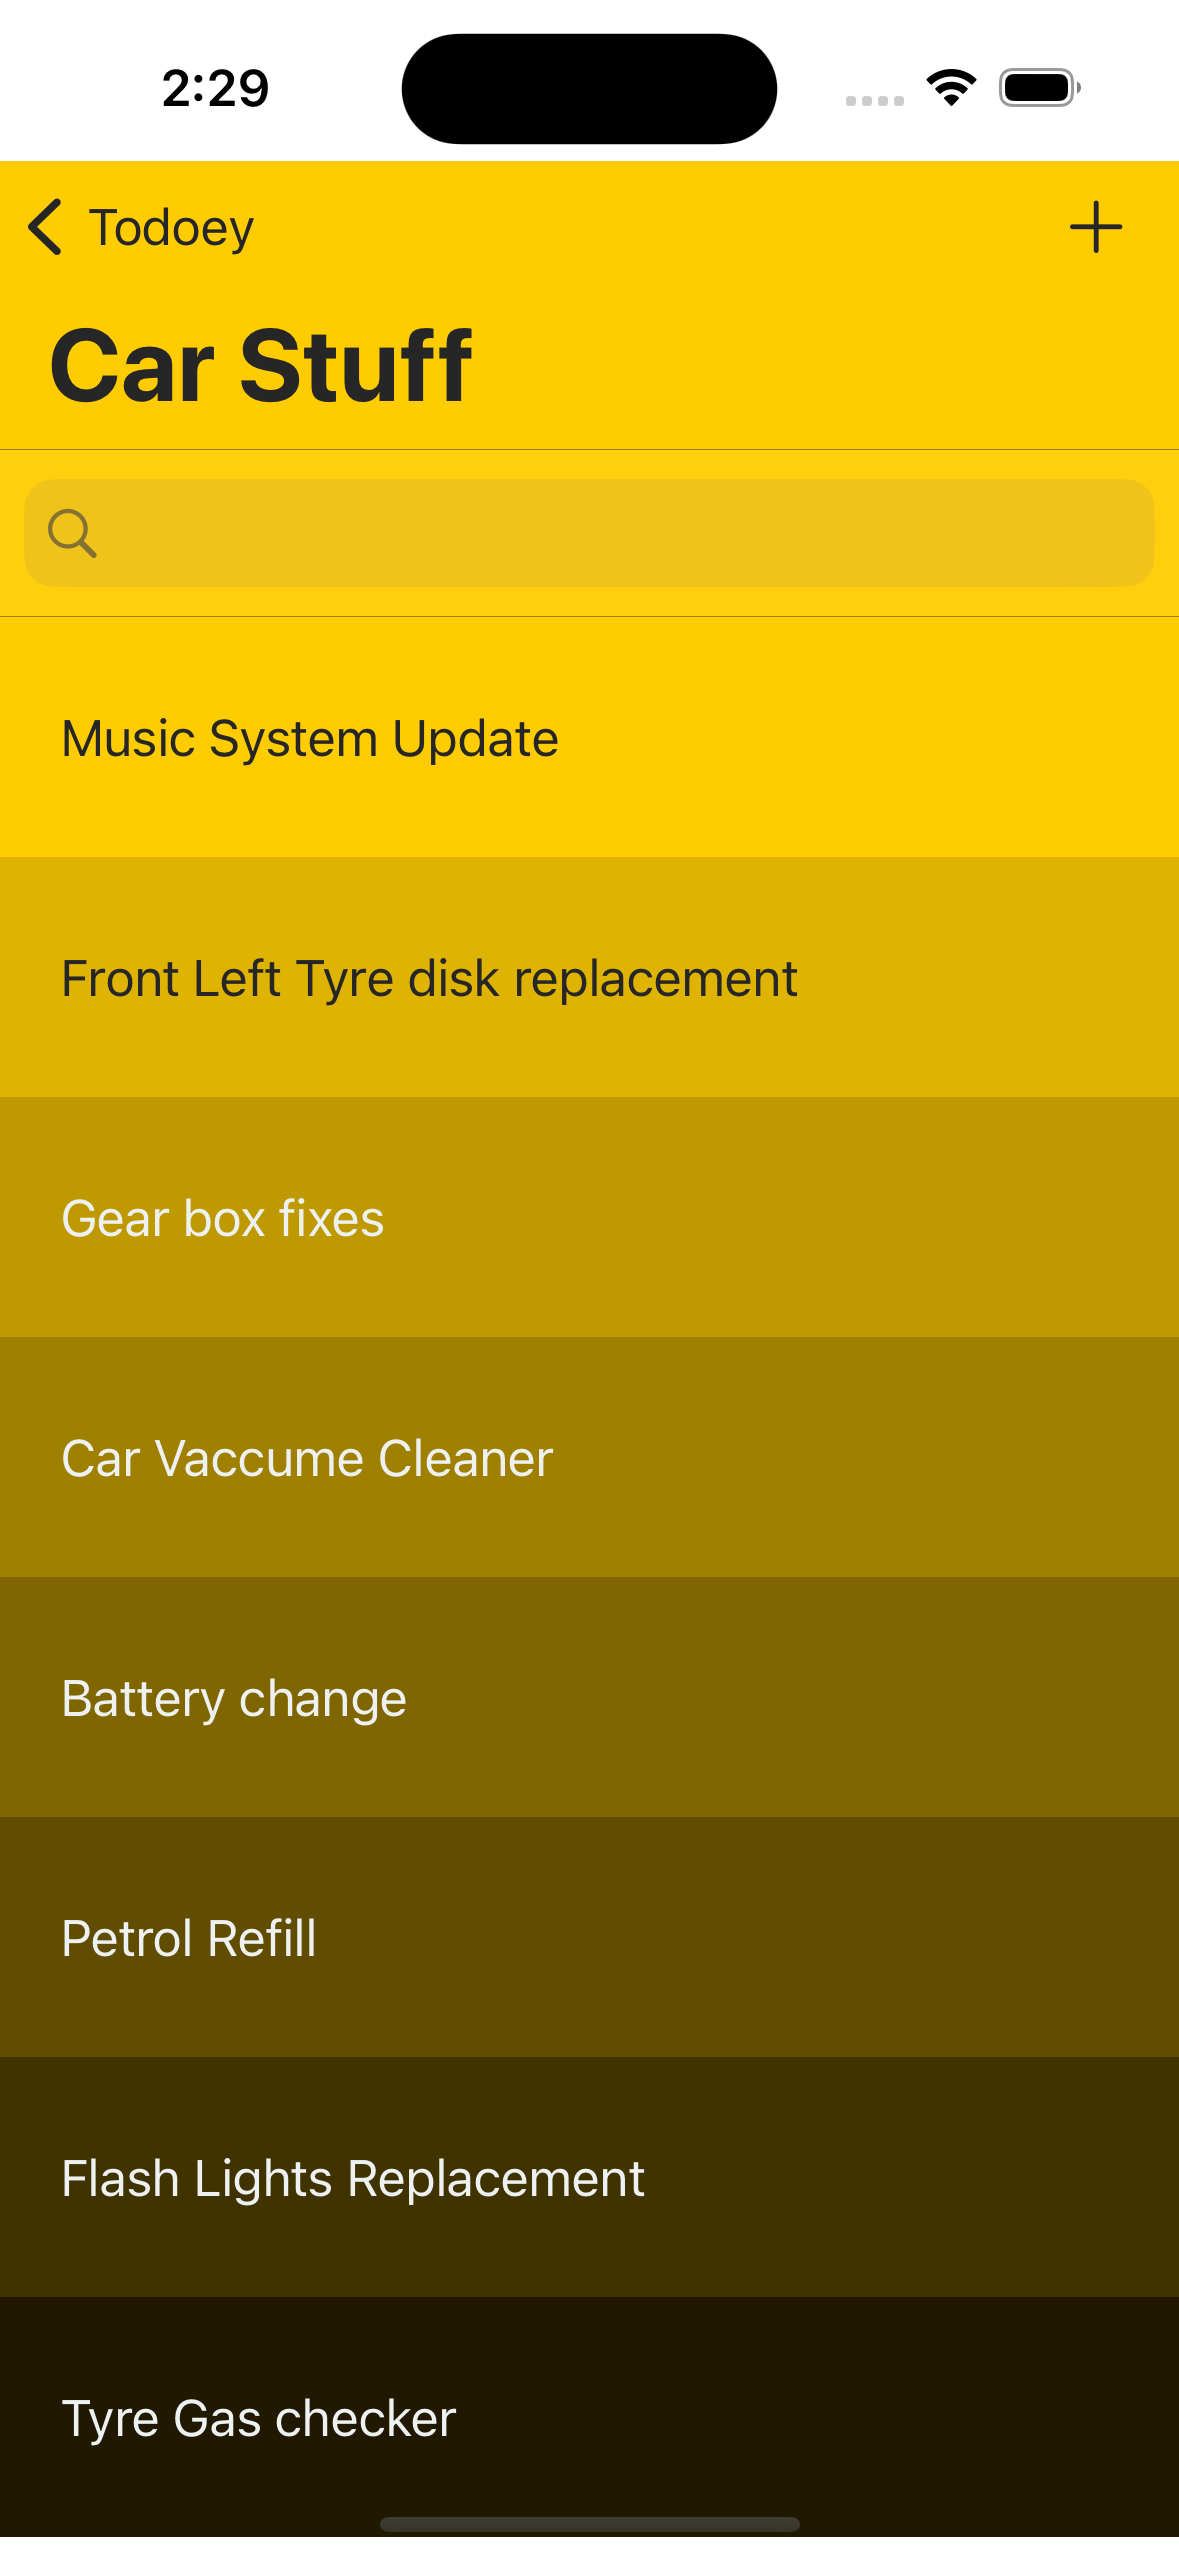 2:29
Todoey
Car Stuff
Music System Update
Front Left Tyre disk replacement
Gear box fixes
Car Vaccume Cleaner
Battery change
Petrol Refill
Flash Lights Replacement
Tyre Gas checker